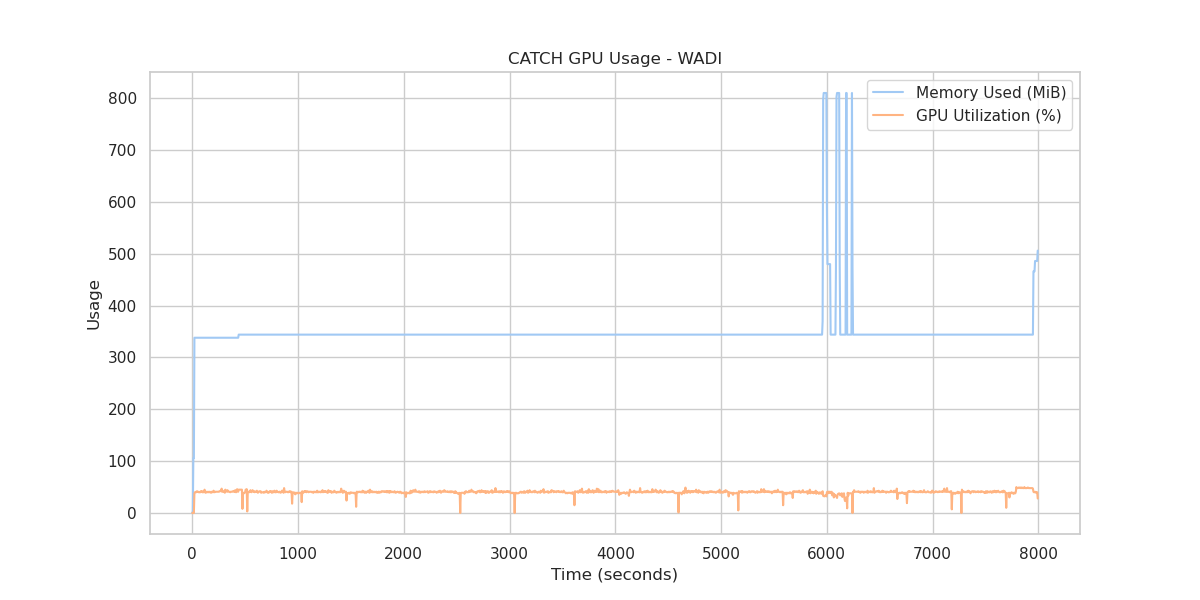 CATCH GPU Usage - WADI
Memory Used (MiB)
GPU Utilization (%)
800
700
600
500
400
300
200
100
0
Usage
0 1000 2000 3000 4000 5000 6000 7000 8000
Time (seconds)